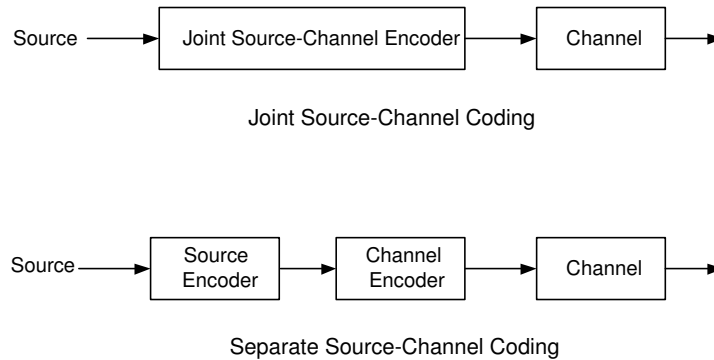 Source
Joint Source-Channel Encoder
Channel
Joint Source-Channel Coding
Source
Source
Encoder
Channel
Encoder
Channel
Separate Source-Channel Coding